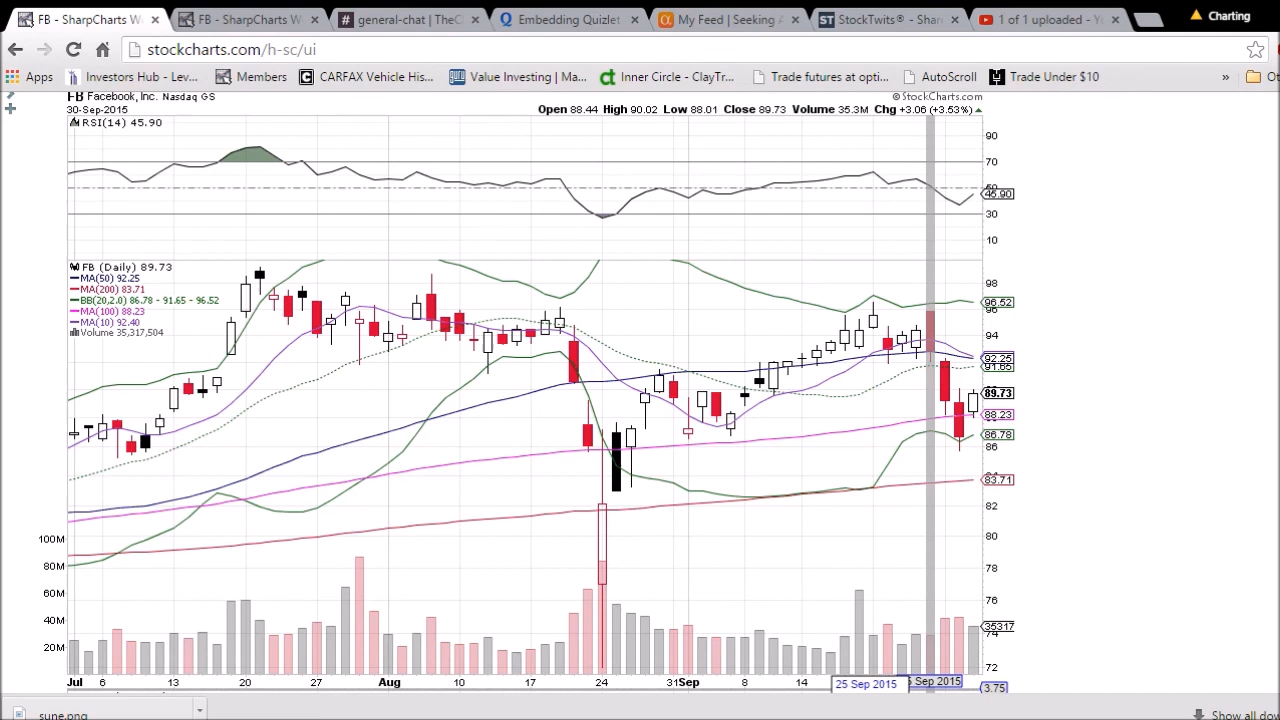 FB - SharpCharts W
FB - SharpCharts W
general-chat | TheC
Embedding Quizlet
My Feed | Seeking
StockTwits® - Shar
1 of 1 uploaded - Yo
Charting
stockcharts.com/h-sc/ui
Apps
Investors Hub - Lev...
Members
CARFAX Vehicle His...
Value Investing | Ma...
Inner Circle - Cly'Tr...
Trade futures at opti...
AutoScroll
Trade Under $10
»
FB Facebook, Inc. Nasdaq GS
© StockCharts.com
30-Sep-2015
Open 88.44 High 90.02 Low 88.01 Close 89.73 Volume 35.3M Chg +3.06 (+3.53%)
RSI(14) 45.90
90
70
50
45.90
30
10
FB (Daily) 89.73
MA(50) 92.25
MA(200) 83.71
BB(20,2.0) 86.78 - 91.65 - 96.52
MA(100) 88.23
MA(10) 92.40
Volume 35,317,504
98
96.52
94
92.25
91.65
89.73
88.23
86.78
86
84
83.71
82
80
78
76
74
72
100M
80M
60M
40M
20M
35317
Jul 6 13 20 27 Aug 10 17 24 31 Sep 8 14
25 Sep 2015
Sep 2015
3.75
sune.png
Show all dow